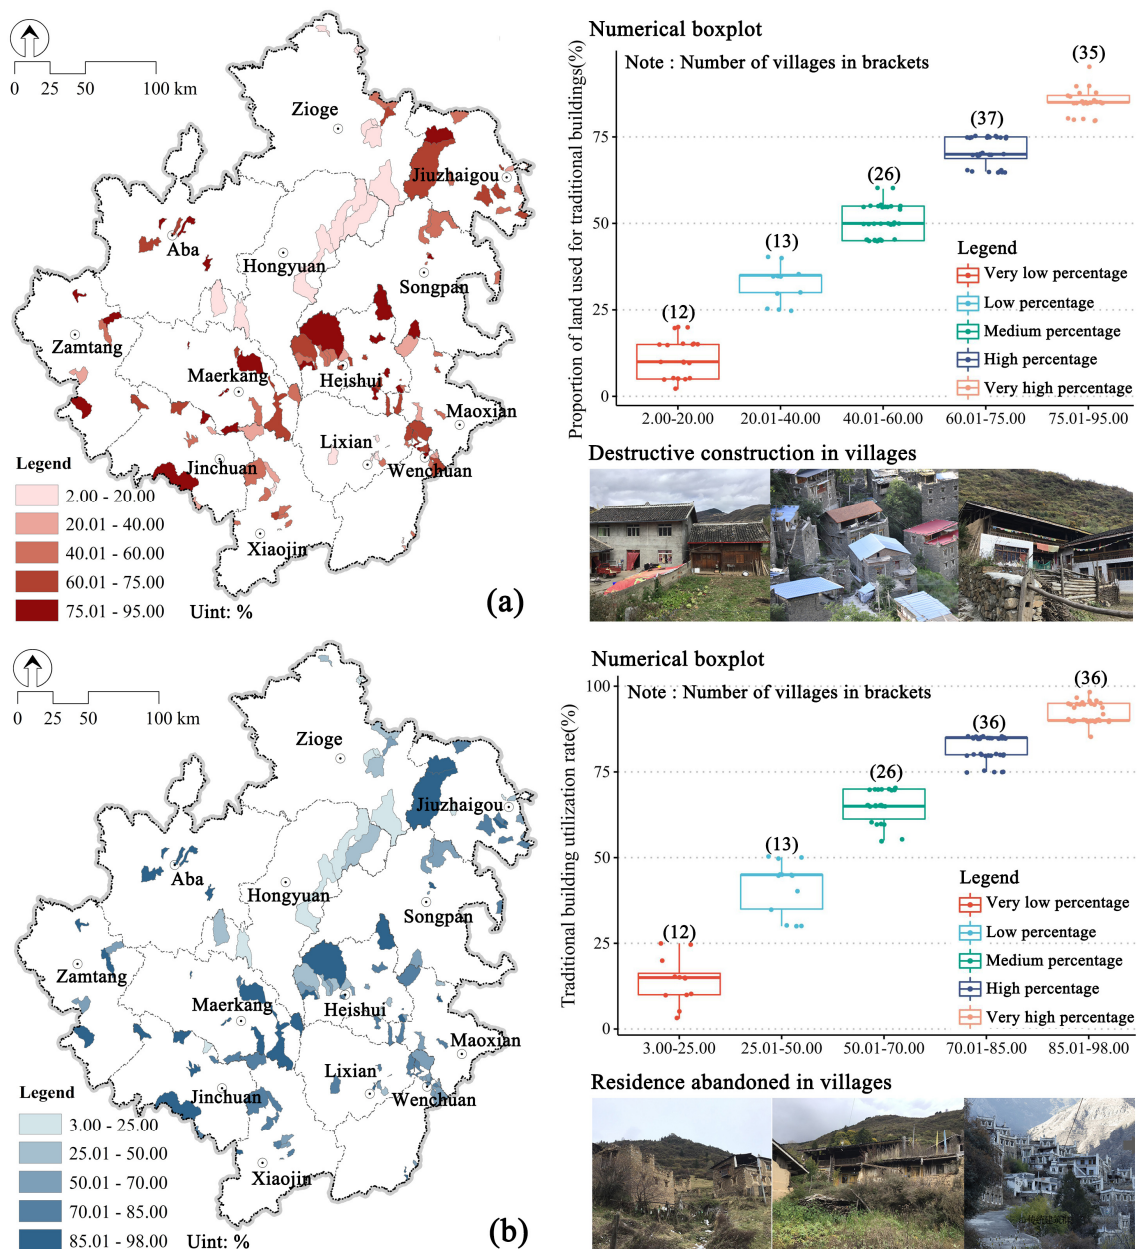 0 25 50 100 km
Zioge
Jiuzhaigou
Aba
Hongyuan
Songpan
Zamtang
Maerkang
Heishui
Maoxian
Lixian
Jinchuan
Wenchuan
Xiaojin
Legend
2.00 - 20.00
20.01 - 40.00
40.01 - 60.00
60.01 - 75.00
75.01 - 95.00
Uint: %
(a)
Numerical boxplot
Note : Number of villages in brackets
Proportion of land used for traditional buildings(%)
75
50
25
0
(12)
(13)
(26)
(37)
(35)
2.00-20.00
20.01-40.00
40.01-60.00
60.01-75.00
75.01-95.00
Legend
Very low percentage
Low percentage
Medium percentage
High percentage
Very high percentage
Destructive construction in villages
0 25 50 100 km
Zioge
Jiuzhaigou
Aba
Hongyuan
Songpan
Zamtang
Maerkang
Heishui
Maoxian
Lixian
Jinchuan
Wenchuan
Xiaojin
Legend
3.00 - 25.00
25.01 - 50.00
50.01 - 70.00
70.01 - 85.00
85.01 - 98.00
Uint: %
(b)
Numerical boxplot
Note : Number of villages in brackets
Traditional building utilization rate(%)
100
75
50
25
0
(12)
(13)
(26)
(36)
(36)
3.00-25.00
25.01-50.00
50.01-70.00
70.01-85.00
85.01-98.00
Legend
Very low percentage
Low percentage
Medium percentage
High percentage
Very high percentage
Residence abandoned in villages